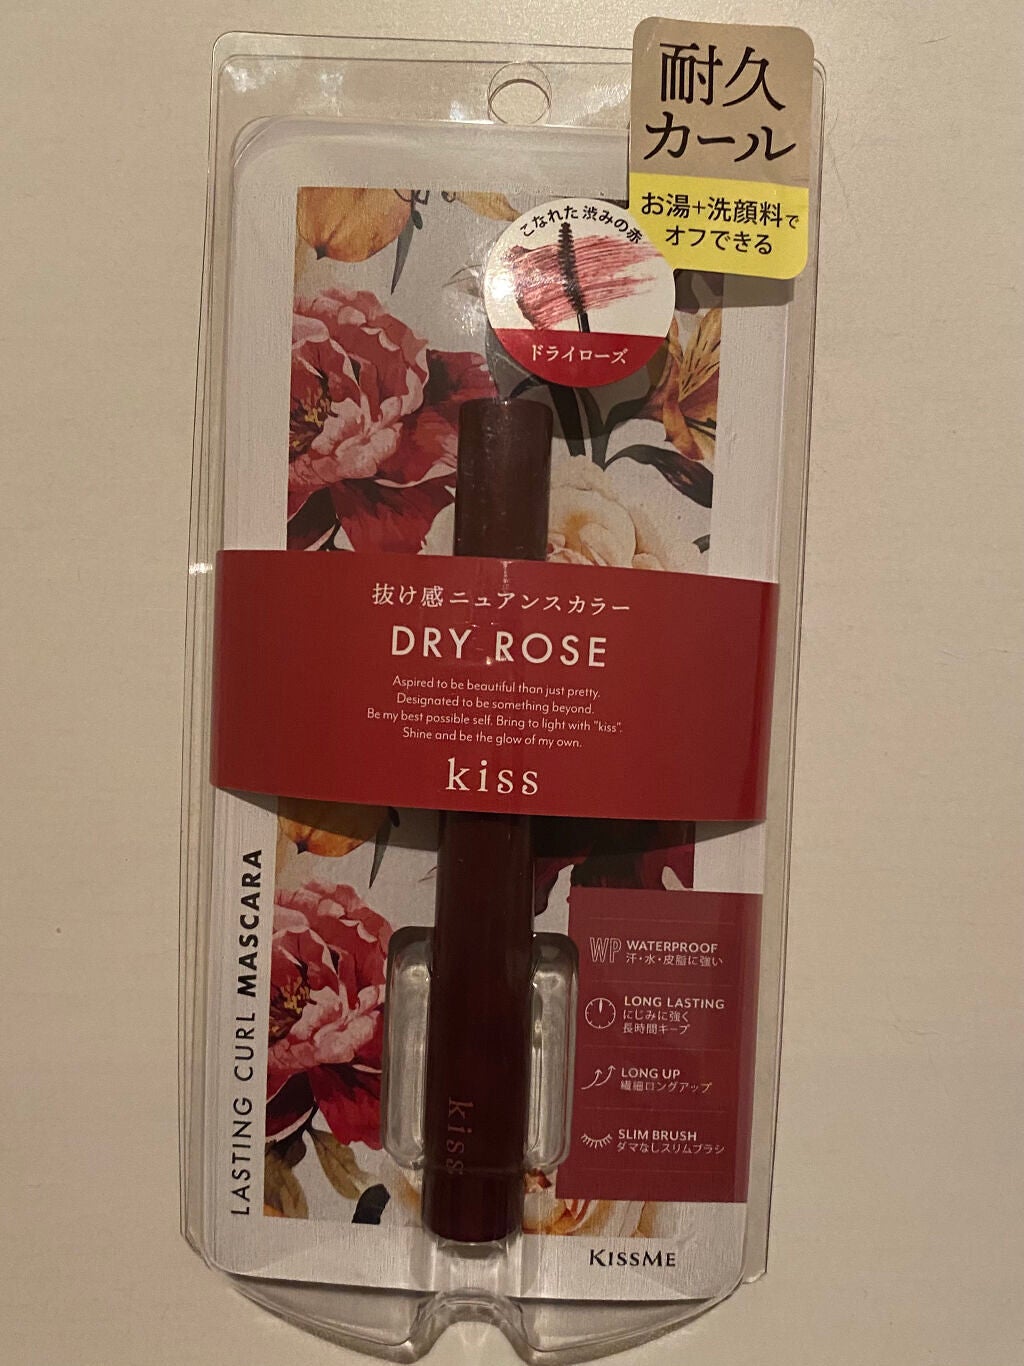 耐久
カール
お湯+洗顔料で
オフできる
こなれた渋みの赤
ドライローズ
抜け感ニュアンスカラー
DRY ROSE
Aspired to be beautiful than just pretty.
Designated to be something beyond.
Be my best possible self. Bring to light with "kiss".
Shine and be the glow of my own.
kiss
LASTING CURL MASCARA
WP WATERPROOF
汗・水・皮脂に強い
LONG LASTING
にじみに強く
長時間キープ
LONG UP
繊細ロングアップ
SLIM BRUSH
ダマなしスリムブラシ
kiss
KISSME